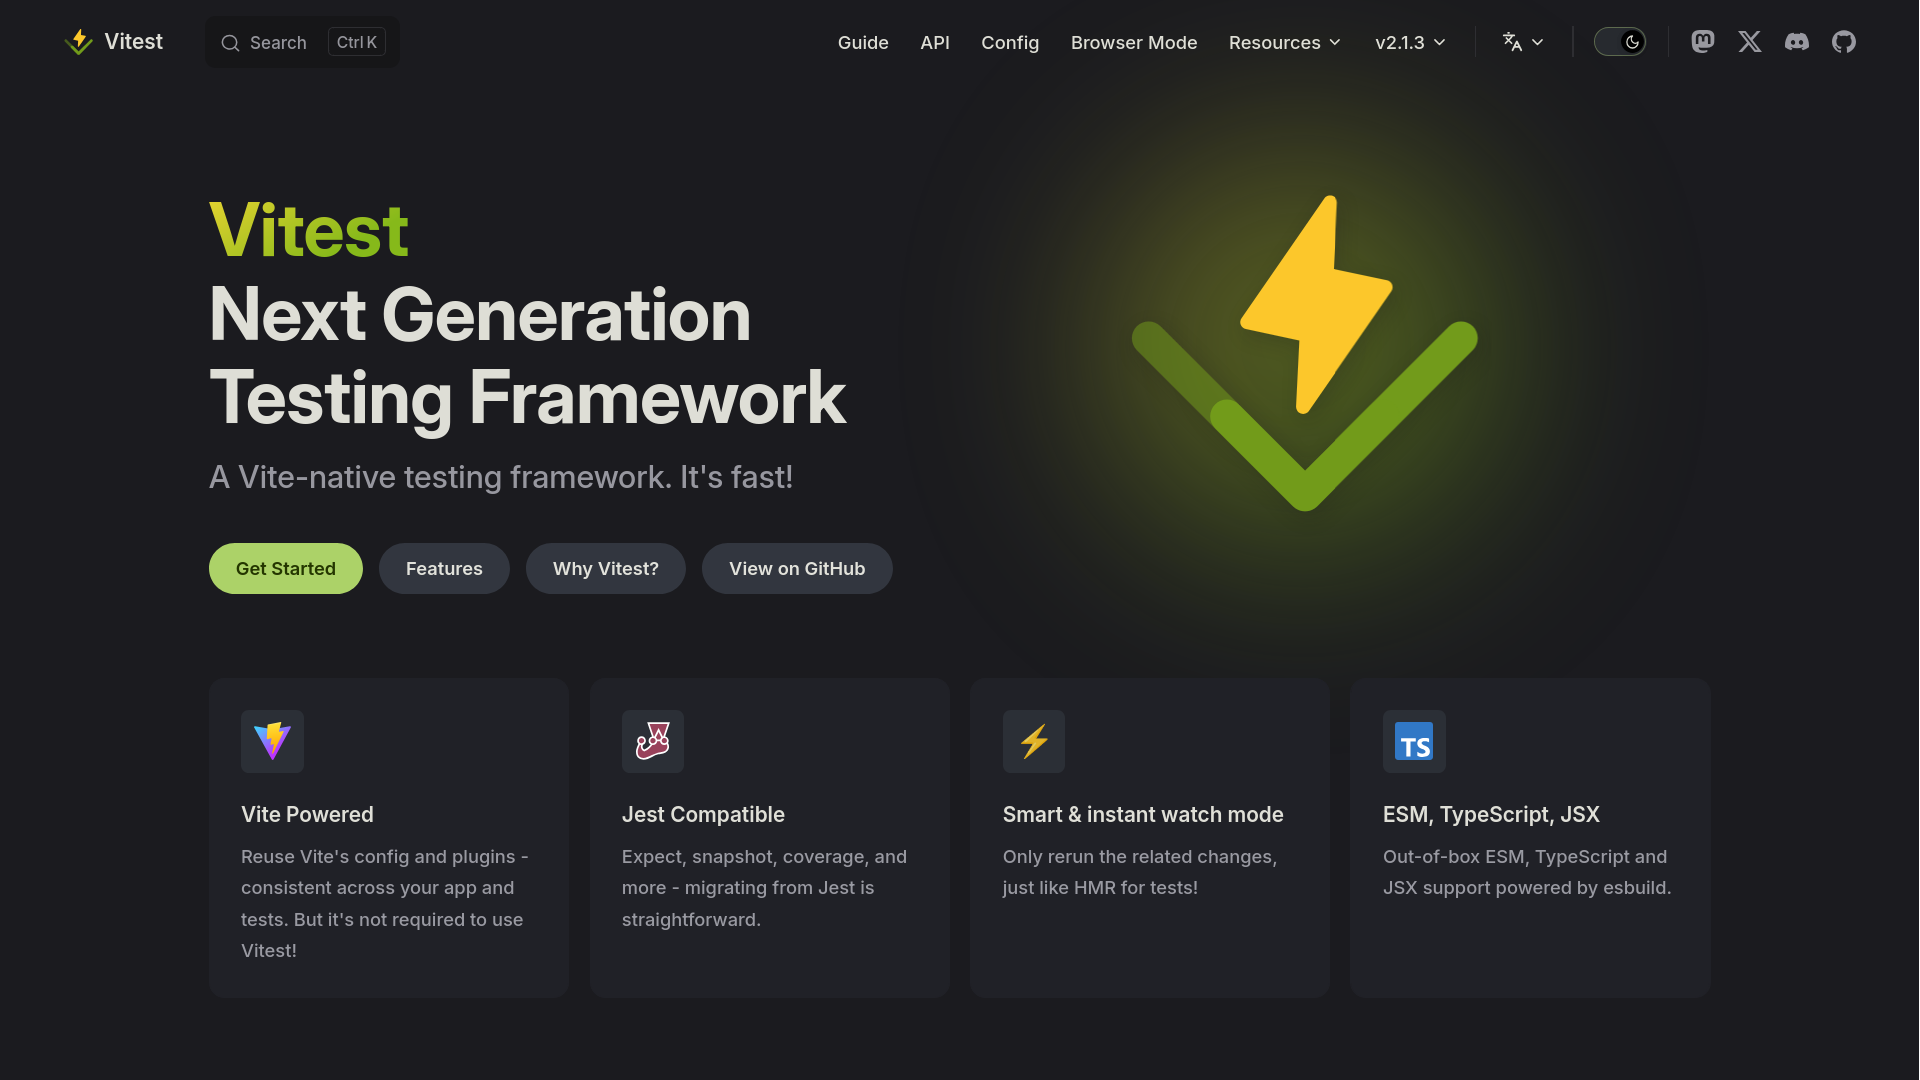 Vitest
Search
Ctrl K
Guide
API
Config
Browser Mode
Resources
v2.1.3
Vitest
Next Generation
Testing Framework
A Vite-native testing framework. It's fast!
Get Started
Features
Why Vitest?
View on GitHub
Vite Powered
Reuse Vite's config and plugins -
consistent across your app and
tests. But it's not required to use
Vitest!
Jest Compatible
Expect, snapshot, coverage, and
more - migrating from Jest is
straightforward.
Smart & instant watch mode
Only rerun the related changes,
just like HMR for tests!
TS
ESM, TypeScript, JSX
Out-of-box ESM, TypeScript and
JSX support powered by esbuild.